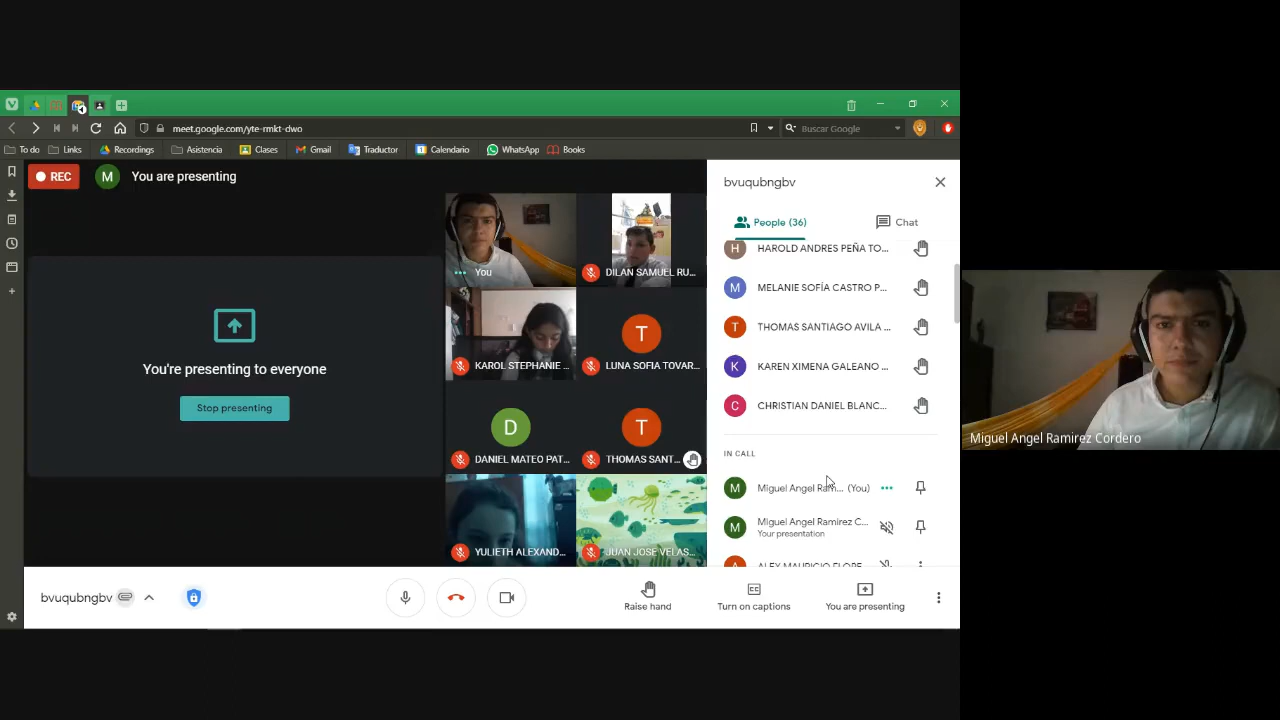 meet.google.com/yte-rmkt-dwo
Buscar Google
To do
Links
Recordings
Asistencia
Clases
Gmail
Traductor
Calendario
WhatsApp
Books
REC
M
You are presenting
You're presenting to everyone
Stop presenting
You
DILAN SAMUEL RU...
KAROL STEPHANIE ...
T
LUNA SOFIA TOVAR...
D
DANIEL MATEO PAT...
T
THOMAS SANT...
YULIETH ALEXAND...
JUAN JOSE VELAS...
bvuqubngbv
People (36)
Chat
H
HAROLD ANDRES PEÑA TO...
M
MELANIE SOFÍA CASTRO P...
T
THOMAS SANTIAGO AVILA ...
K
KAREN XIMENA GALEANO ...
C
CHRISTIAN DANIEL BLANC...
IN CALL
M
Miguel Angel Ram... (You)
M
Miguel Angel Ramirez C...
Your presentation
ALEX MAURICIO FLORE
bvuqubngbv
Raise hand
Turn on captions
You are presenting
Miguel Angel Ramirez Cordero